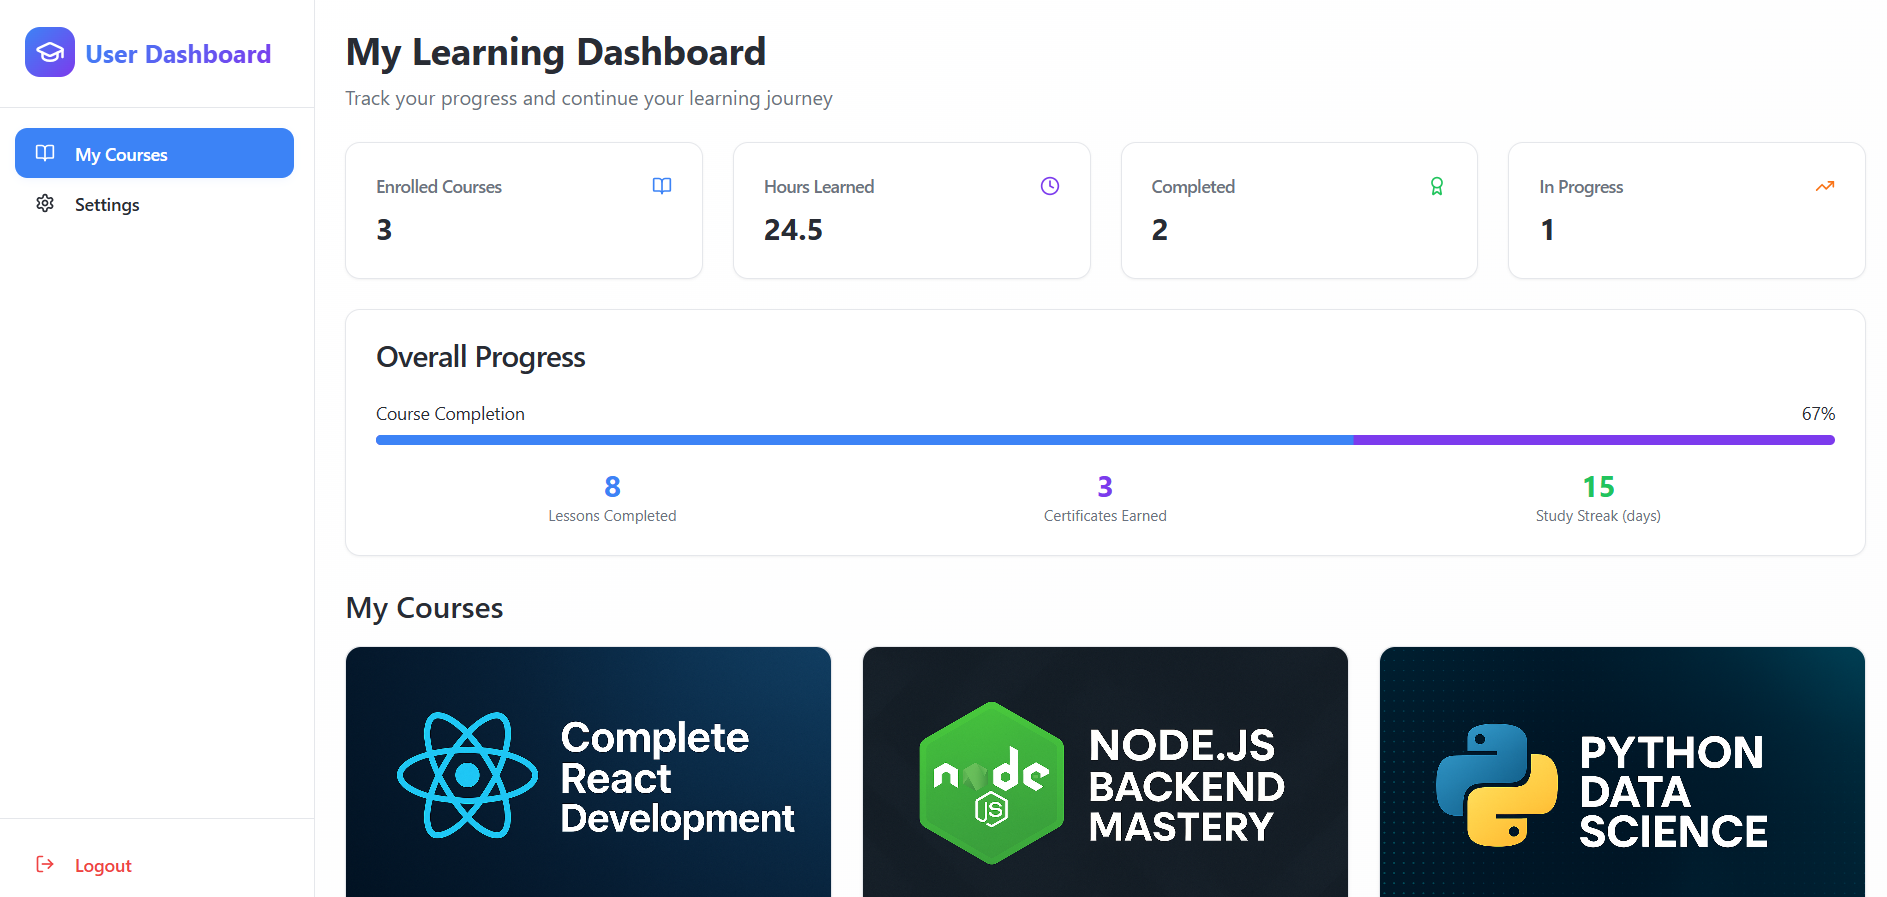 User Dashboard
My Courses
Settings
Logout
My Learning Dashboard
Track your progress and continue your learning journey
Enrolled Courses
3
Hours Learned
24.5
Completed
2
In Progress
1
Overall Progress
Course Completion
67%
8
Lessons Completed
3
Certificates Earned
15
Study Streak (days)
My Courses
Complete
React
Development
node
JS
NODE.JS
BACKEND
MASTERY
PYTHON
DATA
SCIENCE